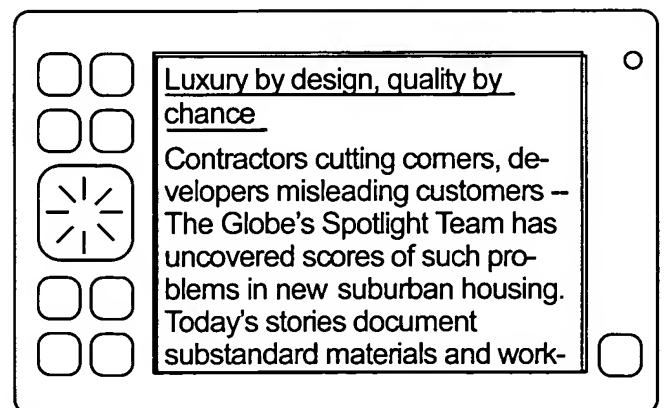 Luxury by design, quality by
chance
Contractors cutting corners, de-
velopers misleading customers --
The Globe's Spotlight Team has
uncovered scores of such pro-
blems in new suburban housing.
Today's stories document
substandard materials and work-